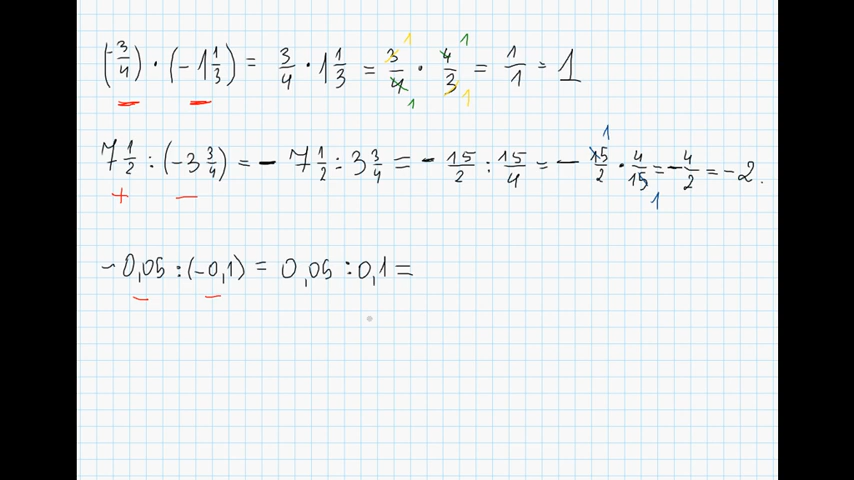 (-3/4) · (-1 1/3) = 3/4 · 1 1/3 = 3/4 · 4/3 = 1/1 = 1
7 1/2 : (-3 3/4) = - 7 1/2 : 3 3/4 = - 15/2 : 15/4 = - 15/2 · 4/15 = - 4/2 = -2.
-0,05 : (-0,1) = 0,05 : 0,1 =